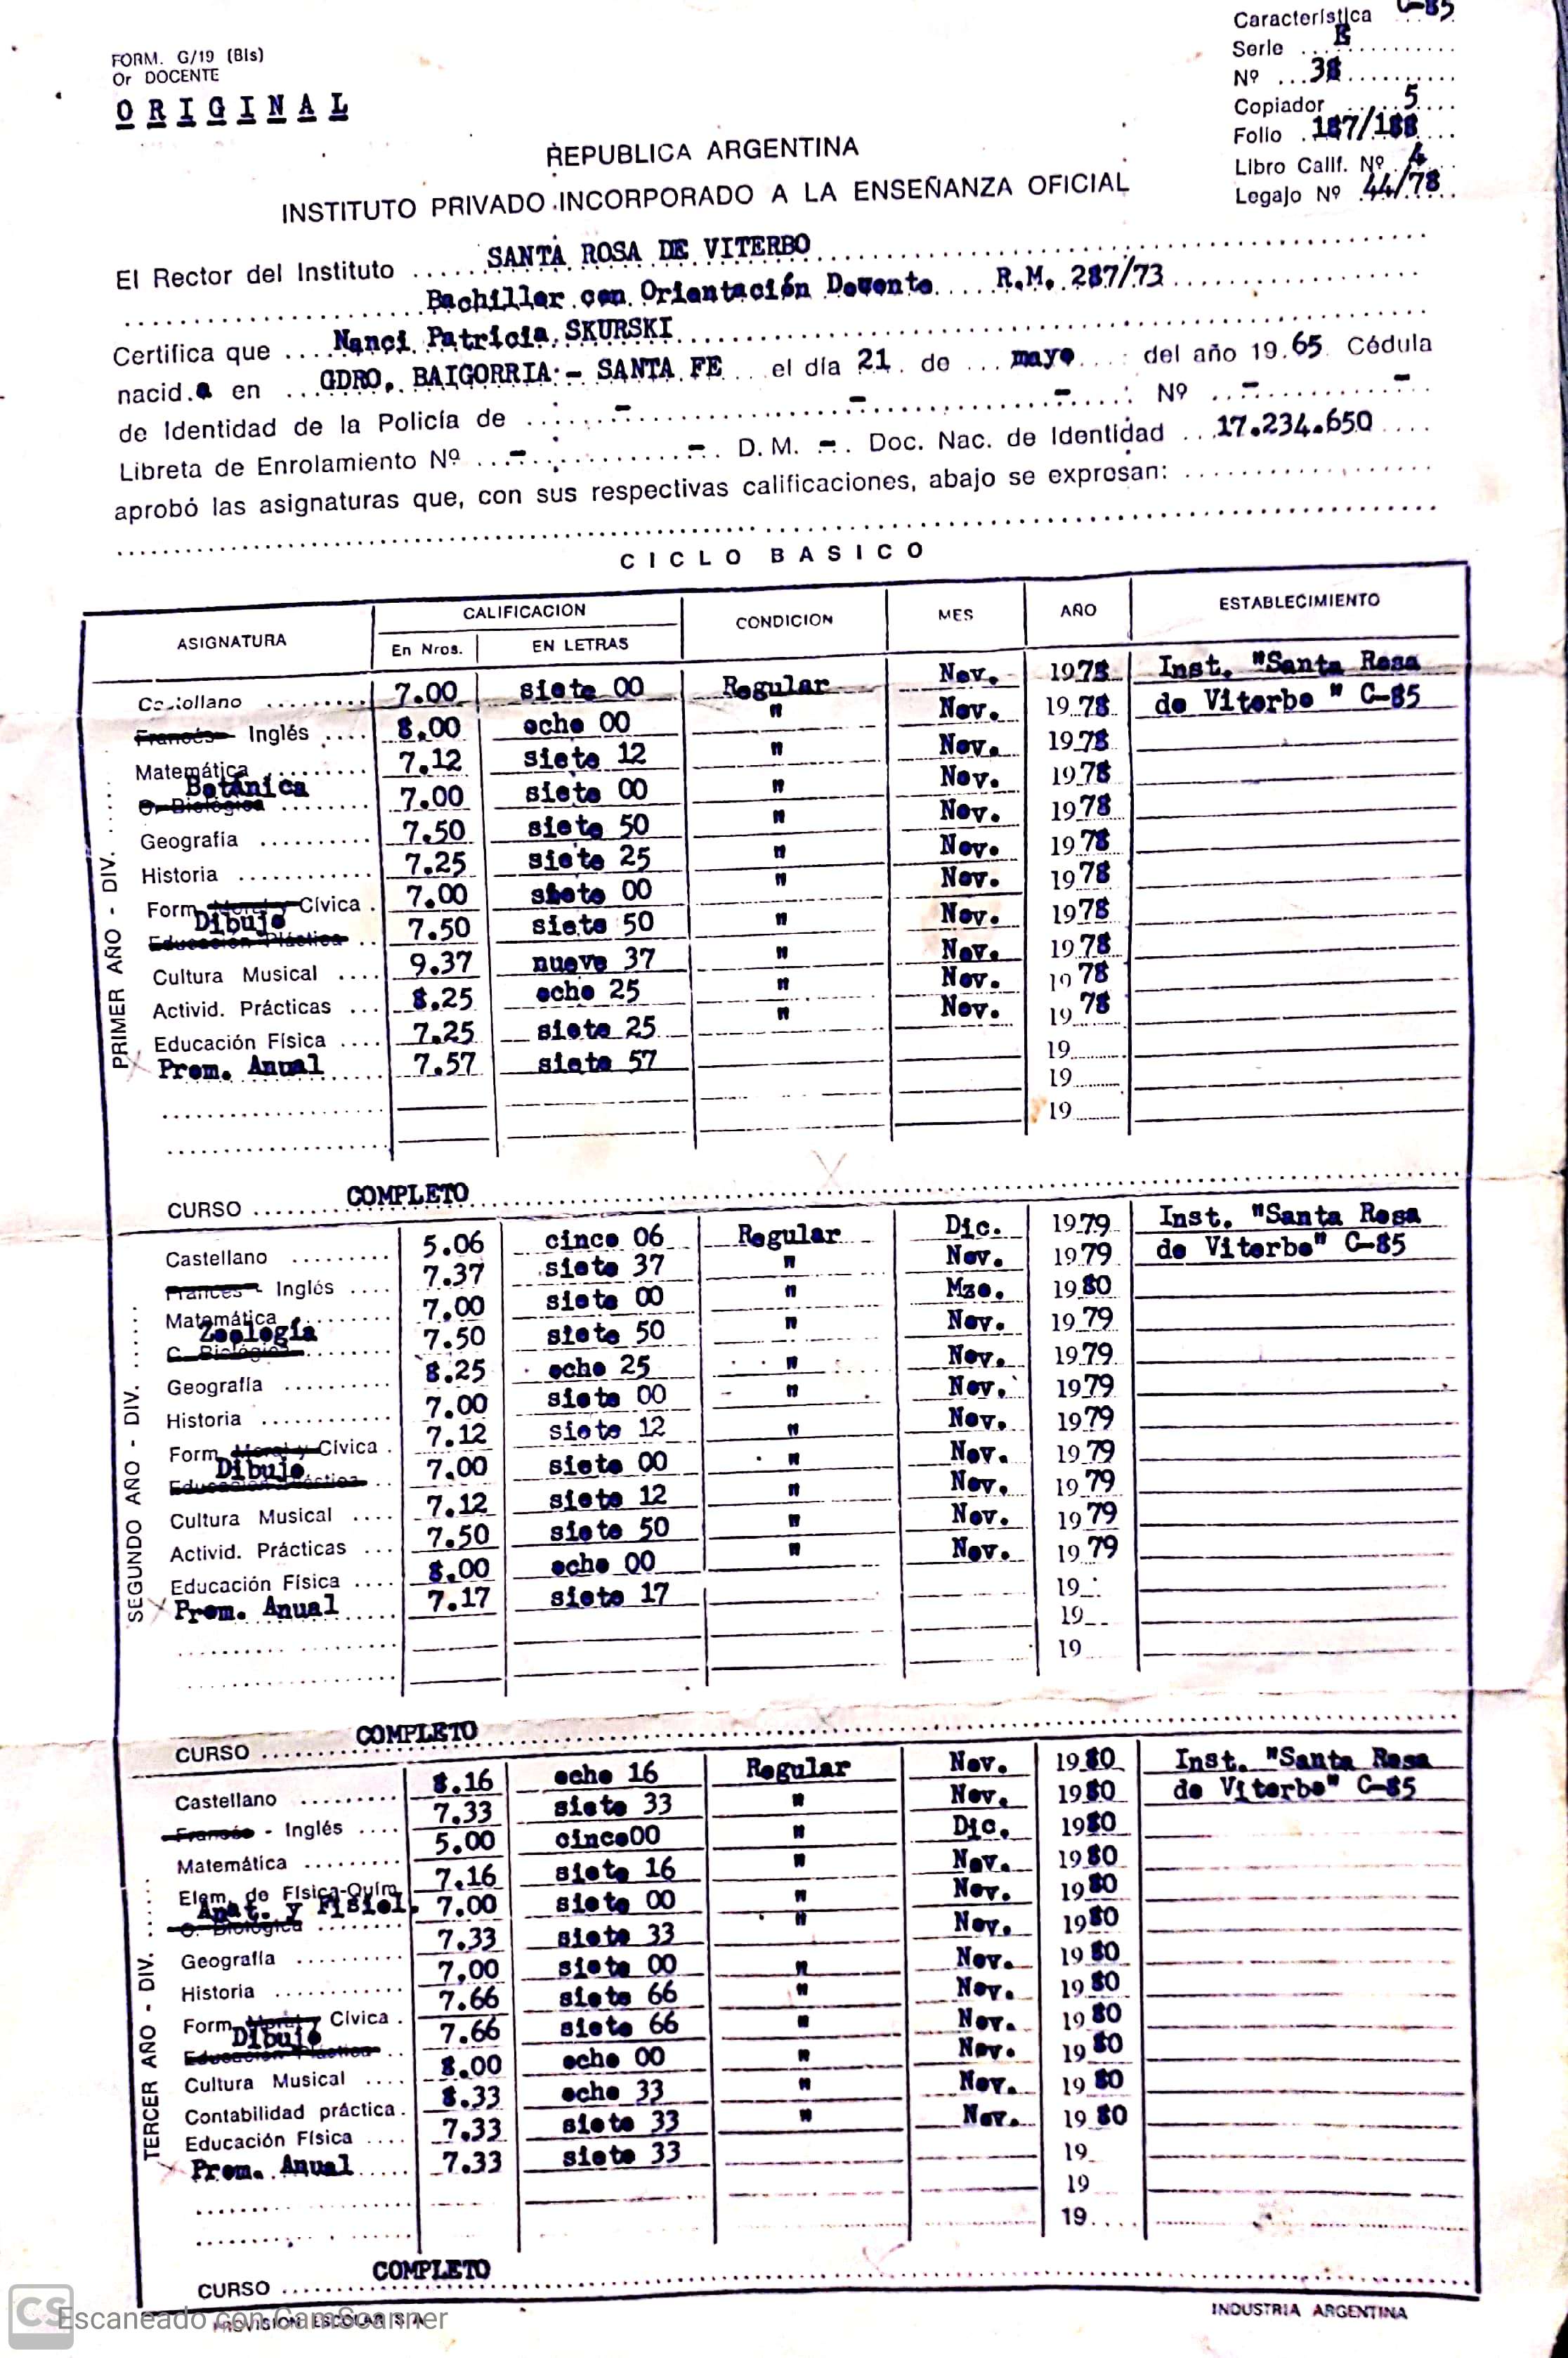 FORM. G/19 (Bis)
Or DOCENTE
ORIGINAL
Característica C-85
Serie B
Nº 38
Copiador 5
Folio 187/188
Libro Calif. Nº 4
Legajo Nº 44/78
REPUBLICA ARGENTINA
INSTITUTO PRIVADO INCORPORADO A LA ENSEÑANZA OFICIAL
El Rector del Instituto SANTA ROSA DE VITERBO
Bachiller con Orientación Docente R.M. 287/73
Certifica que Nanci Patricia SKURSKI
nacid.a en GDRO. BAIGORRIA - SANTA FE el día 21 de mayo del año 19.65 Cédula
de Identidad de la Policía de - - - Nº - -
Libreta de Enrolamiento Nº - - D.M. - Doc. Nac. de Identidad 17.234.650
aprobó las asignaturas que, con sus respectivas calificaciones, abajo se expresan:
CICLO BASICO
ASIGNATURA CALIFICACION CONDICION MES AÑO ESTABLECIMIENTO
En Nros. EN LETRAS
PRIMER AÑO - DIV.
Castellano 7.00 siete 00 Regular Nov. 1978 Inst. "Santa Rosa
Francés - Inglés 8.00 ocho 00 " Nov. 1978 de Viterbo" C-85
Matemática 7.12 siete 12 " Nov. 1978
Botánica
C. Biológica 7.00 siete 00 " Nov. 1978
Geografía 7.50 siete 50 " Nov. 1978
Historia 7.25 siete 25 " Nov. 1978
Form. Moral y Cívica 7.00 siete 00 " Nov. 1978
Dibujo
Educación Plástica 7.50 siete 50 " Nov. 1978
Cultura Musical 9.37 nueve 37 " Nov. 1978
Activid. Prácticas 8.25 ocho 25 " Nov. 1978
Educación Física 7.25 siete 25 " Nov. 1978
Prom. Anual 7.57 siete 57 19
19
19
CURSO COMPLETO
SEGUNDO AÑO - DIV.
Castellano 5.06 cinco 06 Regular Dic. 1979 Inst. "Santa Rosa
Francés - Inglés 7.37 siete 37 " Nov. 1979 de Viterbo" C-85
Matemática 7.00 siete 00 " Mzo. 1980
Zoología
C. Biológica 7.50 siete 50 " Nov. 1979
Geografía 8.25 ocho 25 " Nov. 1979
Historia 7.00 siete 00 " Nov. 1979
Form. Moral y Cívica 7.12 siete 12 " Nov. 1979
Dibujo
Educación Plástica 7.00 siete 00 " Nov. 1979
Cultura Musical 7.12 siete 12 " Nov. 1979
Activid. Prácticas 7.50 siete 50 " Nov. 1979
Educación Física 8.00 ocho 00 " Nov. 1979
Prom. Anual 7.17 siete 17 19
19
19
CURSO COMPLETO
TERCER AÑO - DIV.
Castellano 8.16 ocho 16 Regular Nov. 1980 Inst. "Santa Rosa
Francés - Inglés 7.33 siete 33 " Nov. 1980 de Viterbo" C-85
Matemática 5.00 cinco00 " Dic. 1980
Elem. de Física-Quím. 7.16 siete 16 " Nov. 1980
Anat. y Fisiol.
C. Biológica 7.00 siete 00 " Nov. 1980
Geografía 7.33 siete 33 " Nov. 1980
Historia 7.00 siete 00 " Nov. 1980
Form. Moral y Cívica 7.66 siete 66 " Nov. 1980
Dibujo
Educación Plástica 7.66 siete 66 " Nov. 1980
Cultura Musical 8.00 ocho 00 " Nov. 1980
Contabilidad práctica 8.33 ocho 33 " Nov. 1980
Educación Física 7.33 siete 33 " Nov. 1980
Prom. Anual 7.33 siete 33 19
19
19
CURSO COMPLETO
PROVISION ESCOLAR S.A. INDUSTRIA ARGENTINA
CS Escaneado con CamScanner